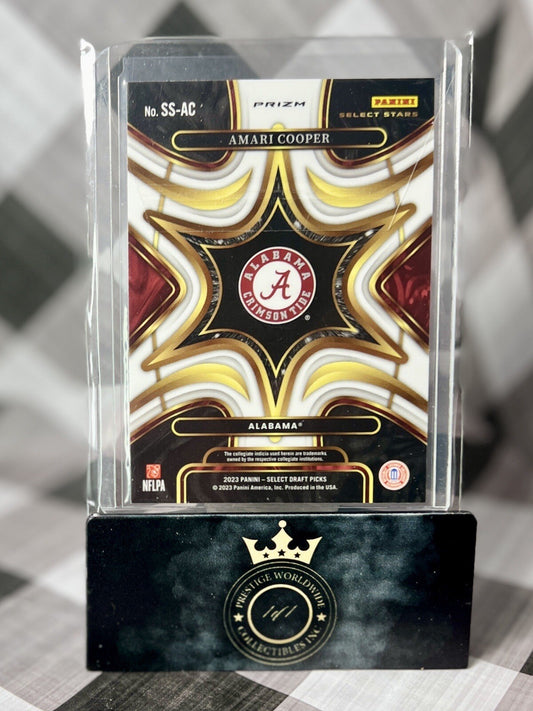 No. SS-AC
PRIZM
PANINI
SELECT STARS
AMARI COOPER
ALABAMA
A
CRIMSON TIDE
®
ALABAMA®
The collegiate indicia used herein are trademarks
owned by the respective collegiate institutions.
NFLPA
2023 PANINI – SELECT DRAFT PICKS
© 2023 Panini America, Inc. Produced in the USA.
PRESTIGE WORLDWIDE
1 of 1
COLLECTIBLES INC